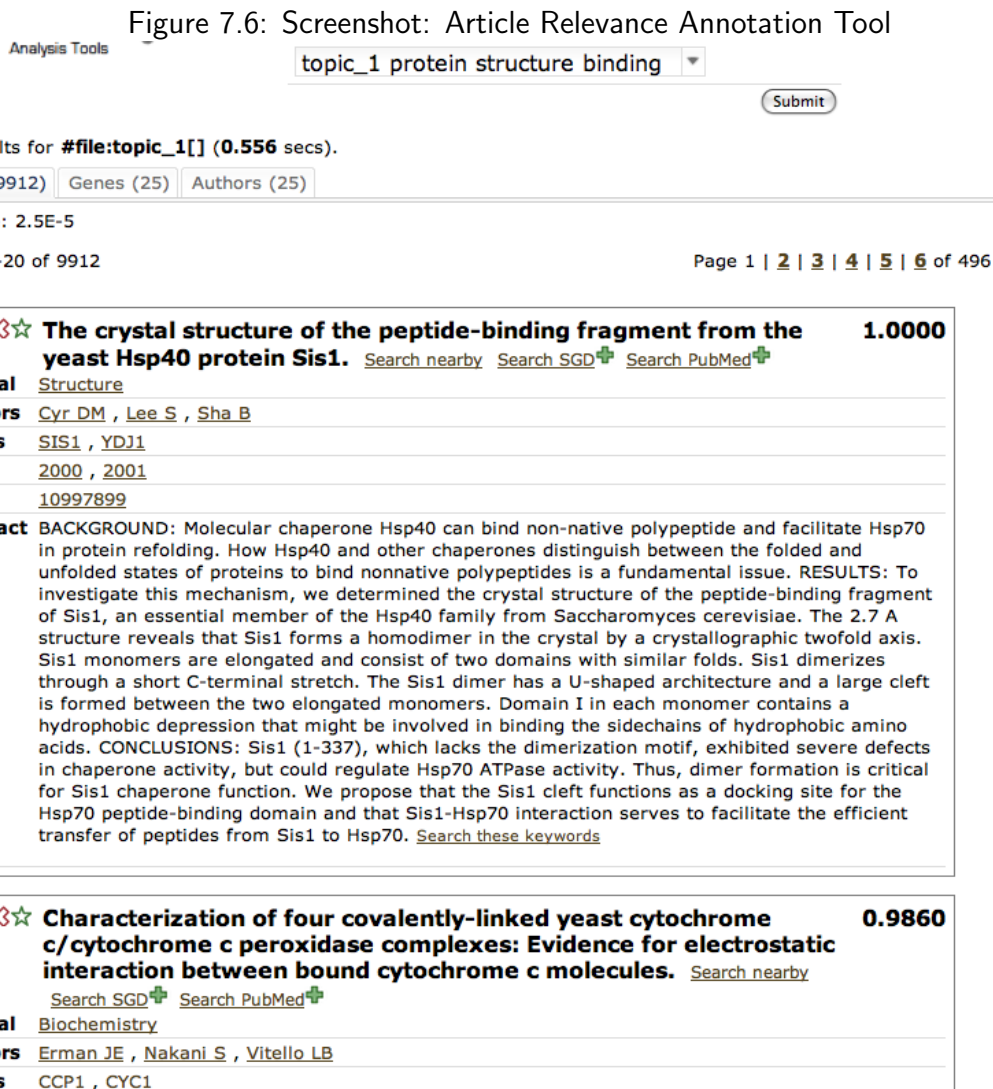 Figure 7.6: Screenshot: Article Relevance Annotation Tool
Analysis Tools
topic_1 protein structure binding
Submit
lts for #file:topic_1[] (0.556 secs).
9912) Genes (25) Authors (25)
: 2.5E-5
-20 of 9912 Page 1 | 2 | 3 | 4 | 5 | 6 of 496
The crystal structure of the peptide-binding fragment from the 1.0000
yeast Hsp40 protein Sis1. Search nearby Search SGD Search PubMed
al Structure
ors Cyr DM , Lee S , Sha B
s SIS1 , YDJ1
2000 , 2001
10997899
act BACKGROUND: Molecular chaperone Hsp40 can bind non-native polypeptide and facilitate Hsp70
in protein refolding. How Hsp40 and other chaperones distinguish between the folded and
unfolded states of proteins to bind nonnative polypeptides is a fundamental issue. RESULTS: To
investigate this mechanism, we determined the crystal structure of the peptide-binding fragment
of Sis1, an essential member of the Hsp40 family from Saccharomyces cerevisiae. The 2.7 A
structure reveals that Sis1 forms a homodimer in the crystal by a crystallographic twofold axis.
Sis1 monomers are elongated and consist of two domains with similar folds. Sis1 dimerizes
through a short C-terminal stretch. The Sis1 dimer has a U-shaped architecture and a large cleft
is formed between the two elongated monomers. Domain I in each monomer contains a
hydrophobic depression that might be involved in binding the sidechains of hydrophobic amino
acids. CONCLUSIONS: Sis1 (1-337), which lacks the dimerization motif, exhibited severe defects
in chaperone activity, but could regulate Hsp70 ATPase activity. Thus, dimer formation is critical
for Sis1 chaperone function. We propose that the Sis1 cleft functions as a docking site for the
Hsp70 peptide-binding domain and that Sis1-Hsp70 interaction serves to facilitate the efficient
transfer of peptides from Sis1 to Hsp70. Search these keywords
Characterization of four covalently-linked yeast cytochrome 0.9860
c/cytochrome c peroxidase complexes: Evidence for electrostatic
interaction between bound cytochrome c molecules. Search nearby
Search SGD Search PubMed
al Biochemistry
ors Erman JE , Nakani S , Vitello LB
s CCP1 , CYC1